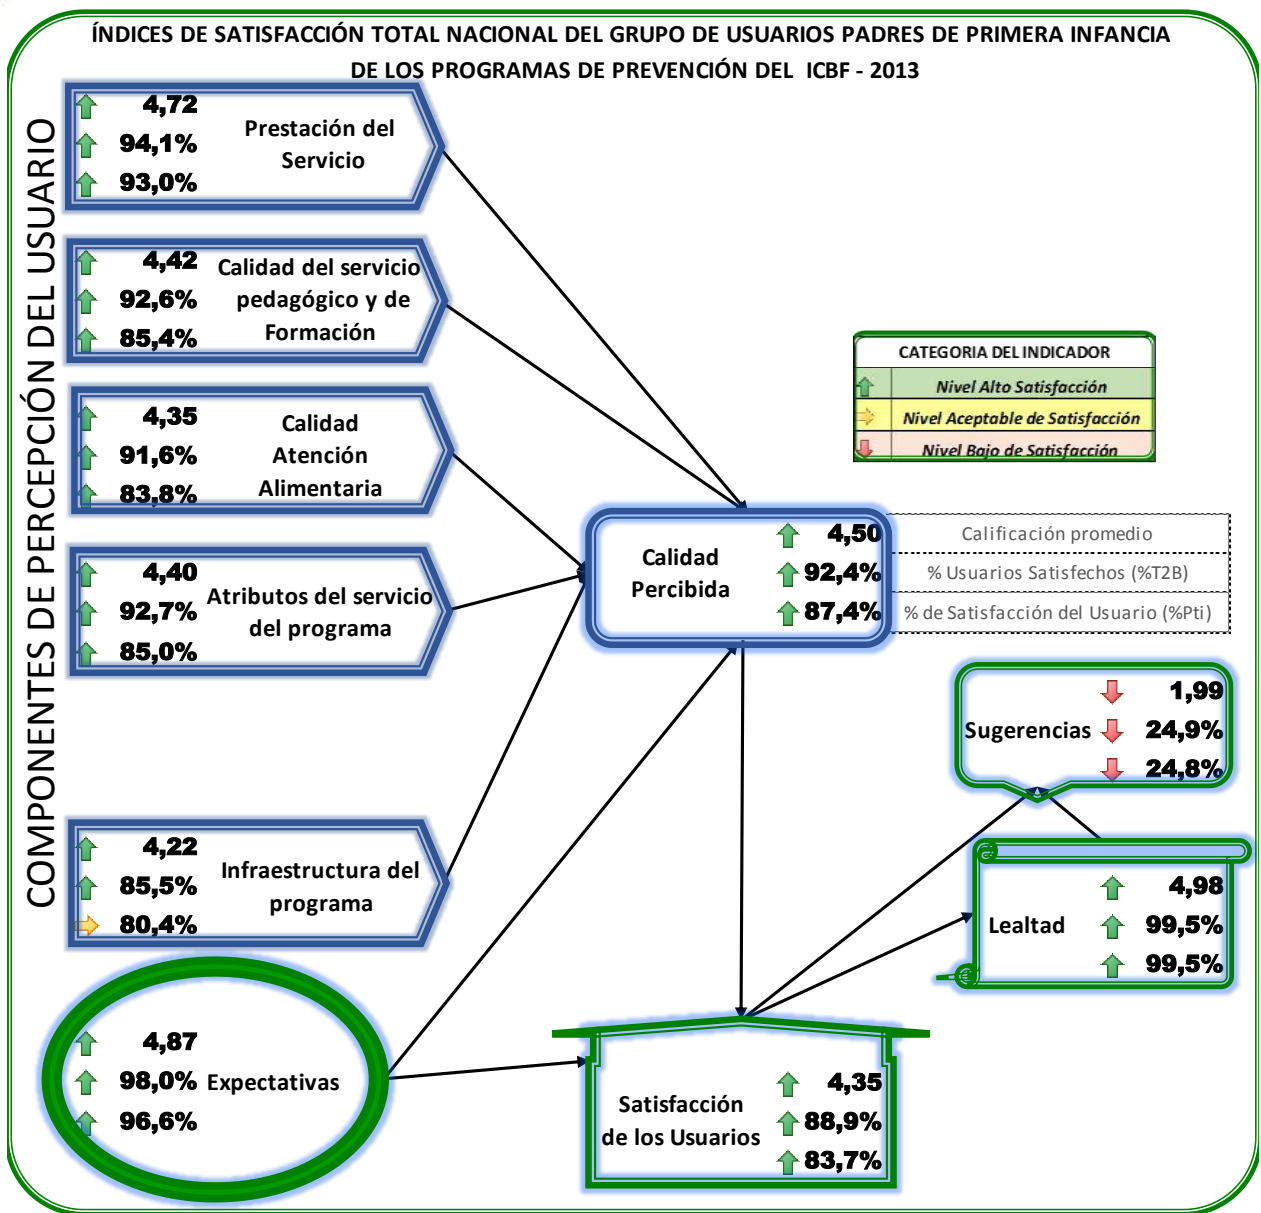 ÍNDICES DE SATISFACCIÓN TOTAL NACIONAL DEL GRUPO DE USUARIOS PADRES DE PRIMERA INFANCIA
DE LOS PROGRAMAS DE PREVENCIÓN DEL ICBF - 2013
COMPONENTES DE PERCEPCIÓN DEL USUARIO
4,72
94,1%
93,0%
Prestación del
Servicio
4,42
92,6%
85,4%
Calidad del servicio
pedagógico y de
Formación
4,35
91,6%
83,8%
Calidad
Atención
Alimentaria
4,40
92,7%
85,0%
Atributos del servicio
del programa
4,22
85,5%
80,4%
Infraestructura del
programa
4,87
98,0%
96,6%
Expectativas
CATEGORIA DEL INDICADOR
Nivel Alto Satisfacción
Nivel Aceptable de Satisfacción
Nivel Bajo de Satisfacción
Calidad
Percibida
4,50
92,4%
87,4%
Calificación promedio
% Usuarios Satisfechos (%T2B)
% de Satisfacción del Usuario (%Pti)
Sugerencias
1,99
24,9%
24,8%
Lealtad
4,98
99,5%
99,5%
Satisfacción
de los Usuarios
4,35
88,9%
83,7%